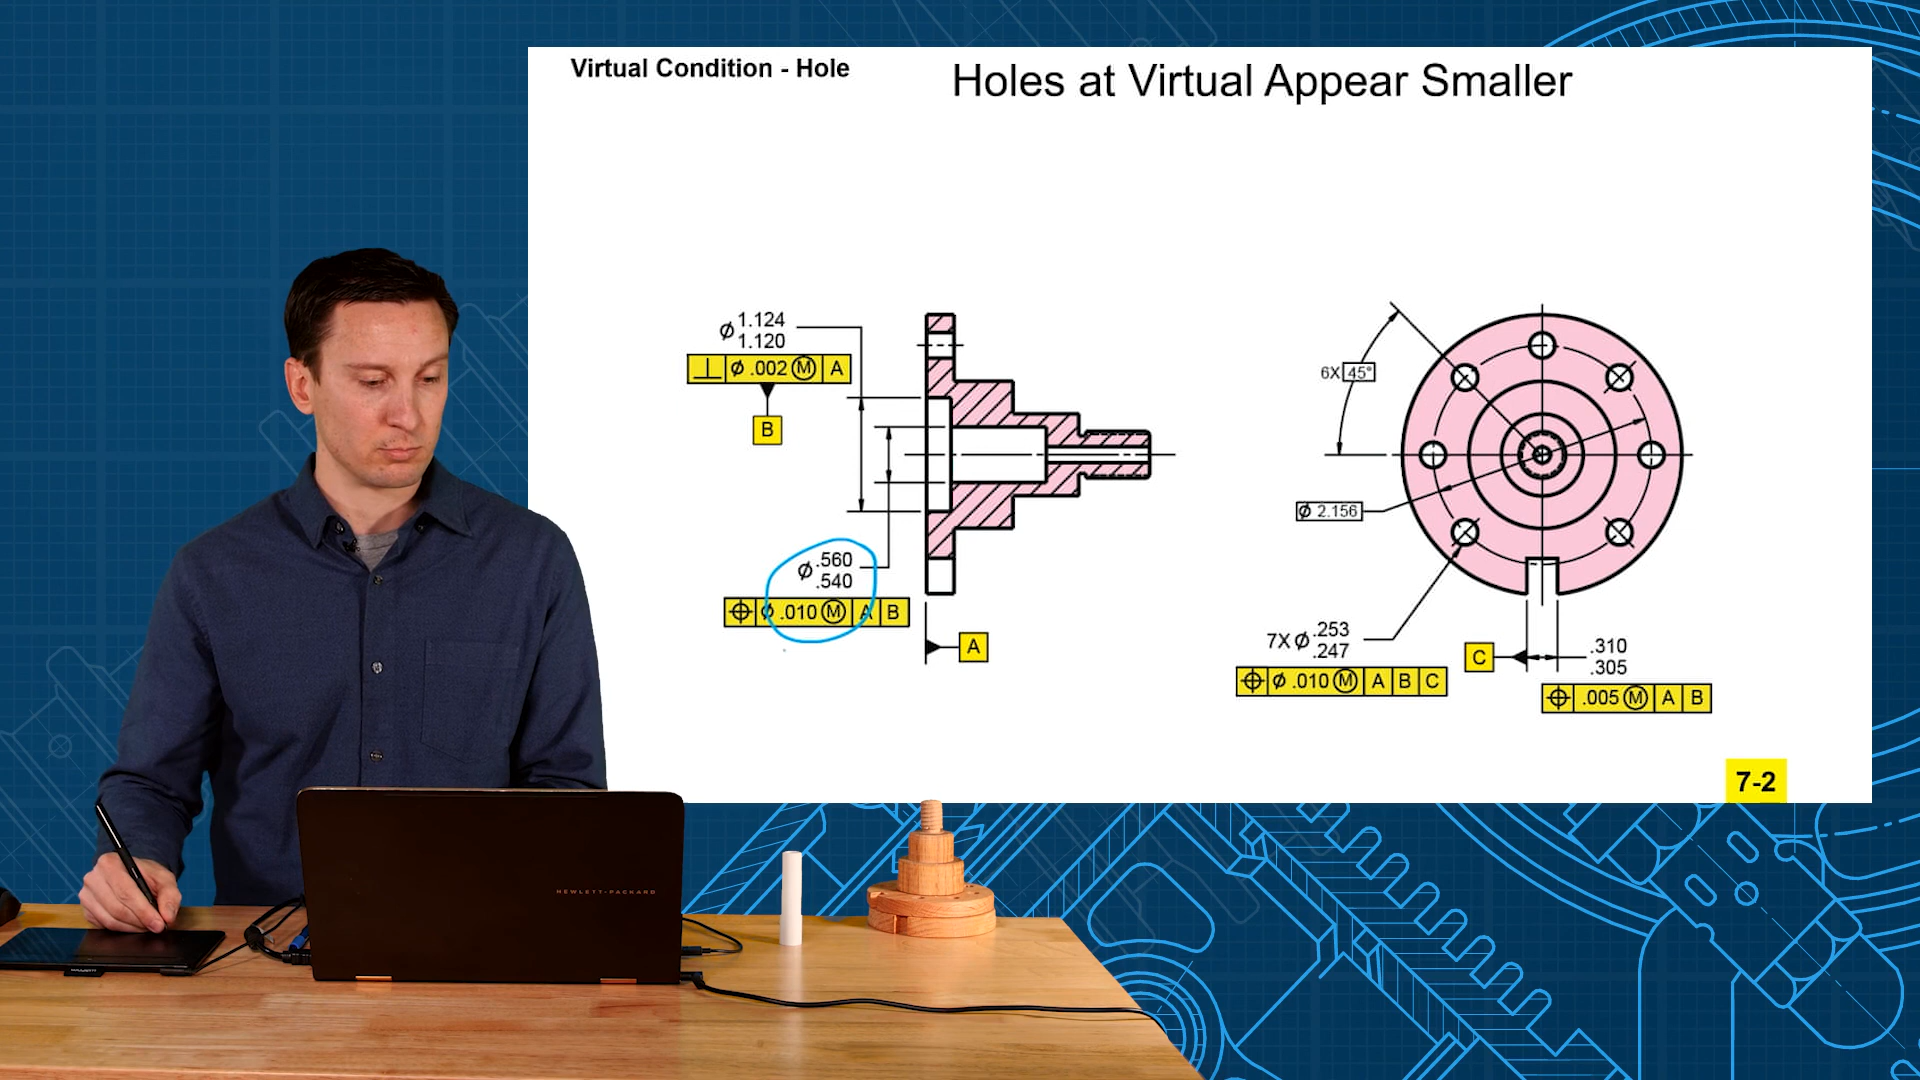 Virtual Condition - Hole
Holes at Virtual Appear Smaller
⌀ 1.124
1.120
⊥ ⌀ .002 Ⓜ A
B
⌀ .560
.540
⌖ ⌀ .010 Ⓜ A B
A
6X 45°
⌀ 2.156
7X ⌀ .253
.247
⌖ ⌀ .010 Ⓜ A B C
C
.310
.305
⌖ .005 Ⓜ A B
7-2
HEWLETT-PACKARD